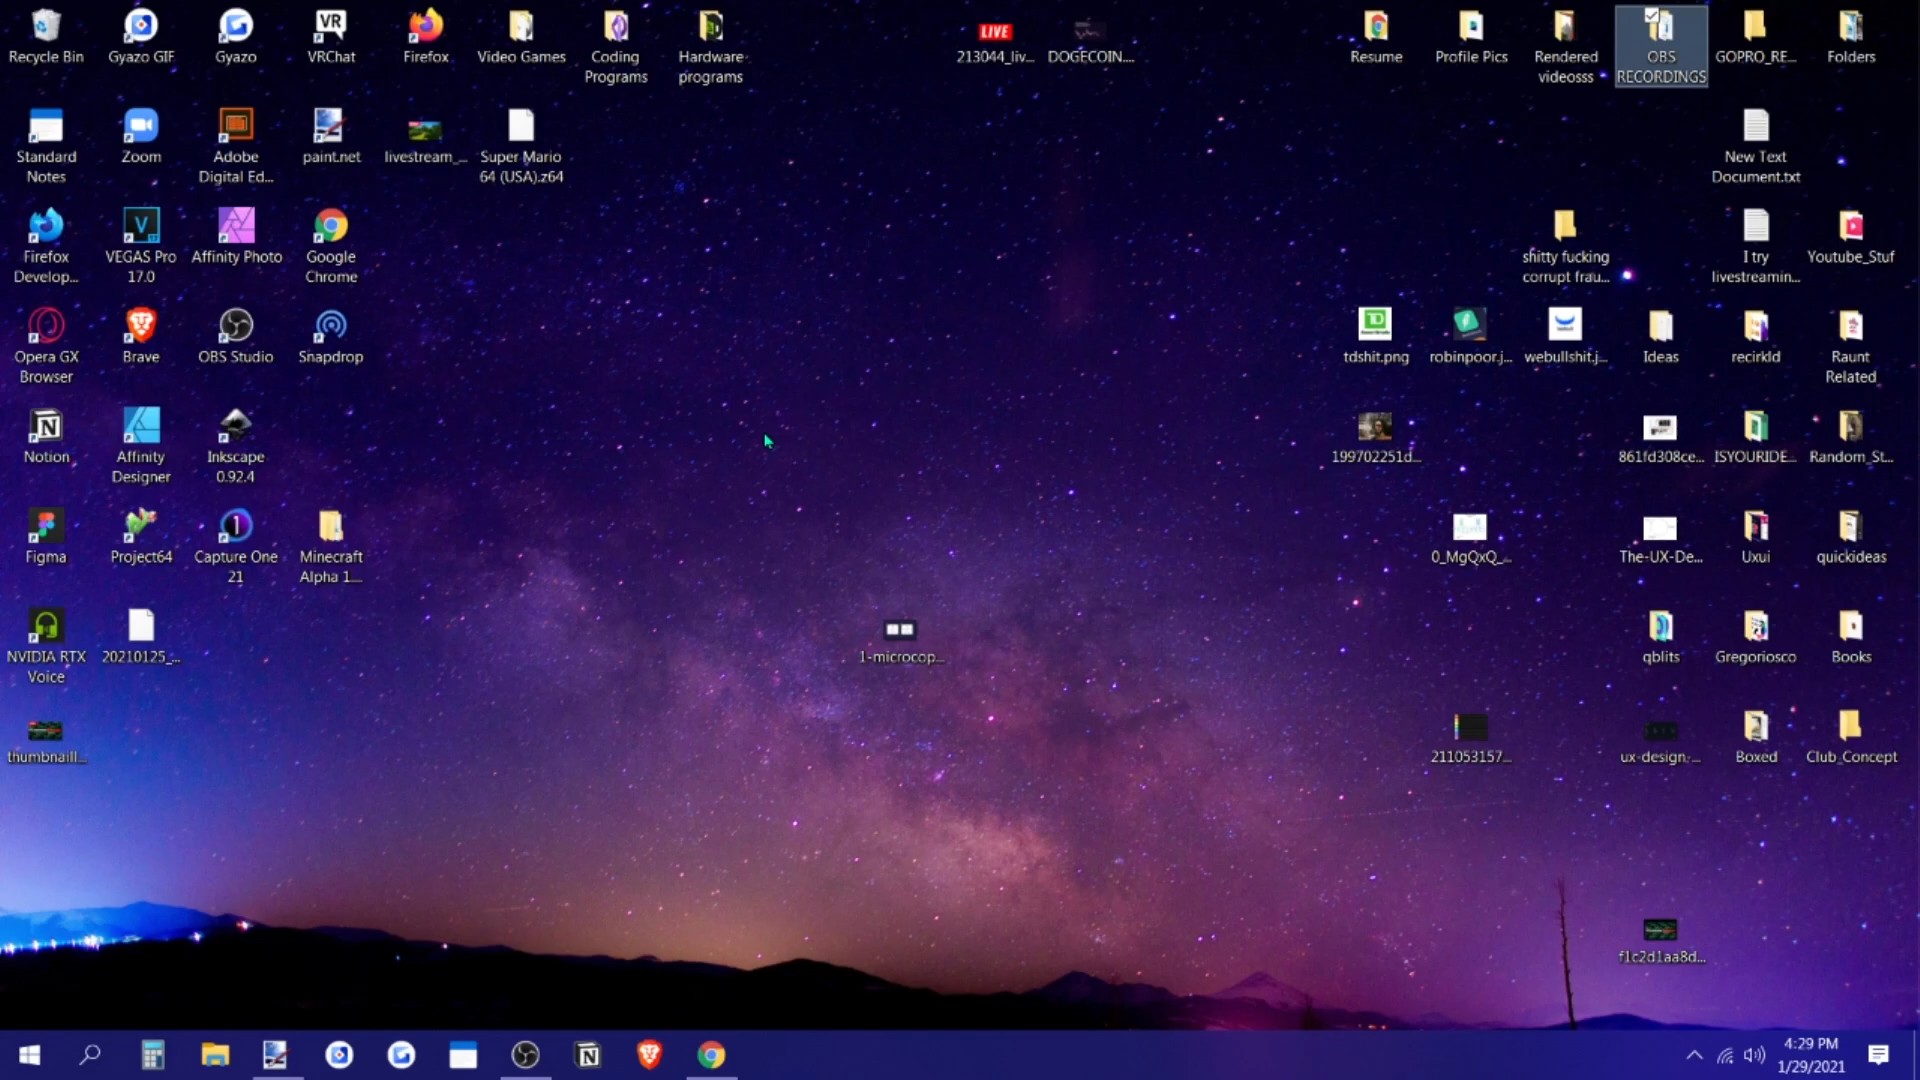 Recycle Bin
Gyazo GIF
Gyazo
VR
VRChat
Firefox
Video Games
Coding
Programs
Hardware
programs
LIVE
213044_liv...
DOGECOIN....
Resume
Profile Pics
Rendered
videosss
OBS
RECORDINGS
GOPRO_RE...
Folders
Standard
Notes
Zoom
Adobe
Digital Ed...
paint.net
livestream_...
Super Mario
64 (USA).z64
New Text
Document.txt
Firefox
Develop...
V
VEGAS Pro
17.0
Affinity Photo
Google
Chrome
shitty fucking
corrupt frau...
I try
livestreamin...
Youtube_Stuf
Opera GX
Browser
Brave
OBS Studio
Snapdrop
TD
tdshit.png
robinpoor.j...
webullshit.j...
Ideas
recirkld
Raunt
Related
N
Notion
Affinity
Designer
Inkscape
0.92.4
199702251d...
861fd308ce...
ISYOURIDE...
Random_St...
Figma
Project64
1
Capture One
21
Minecraft
Alpha 1....
0_MgQxQ_...
The-UX-De...
Uxui
quickideas
NVIDIA RTX
Voice
20210125_...
1-microcop...
qblits
Gregoriosco
Books
thumbnaill...
211053157...
ux-design-...
Boxed
Club_Concept
f1c2d1aa8d...
N
4:29 PM
1/29/2021